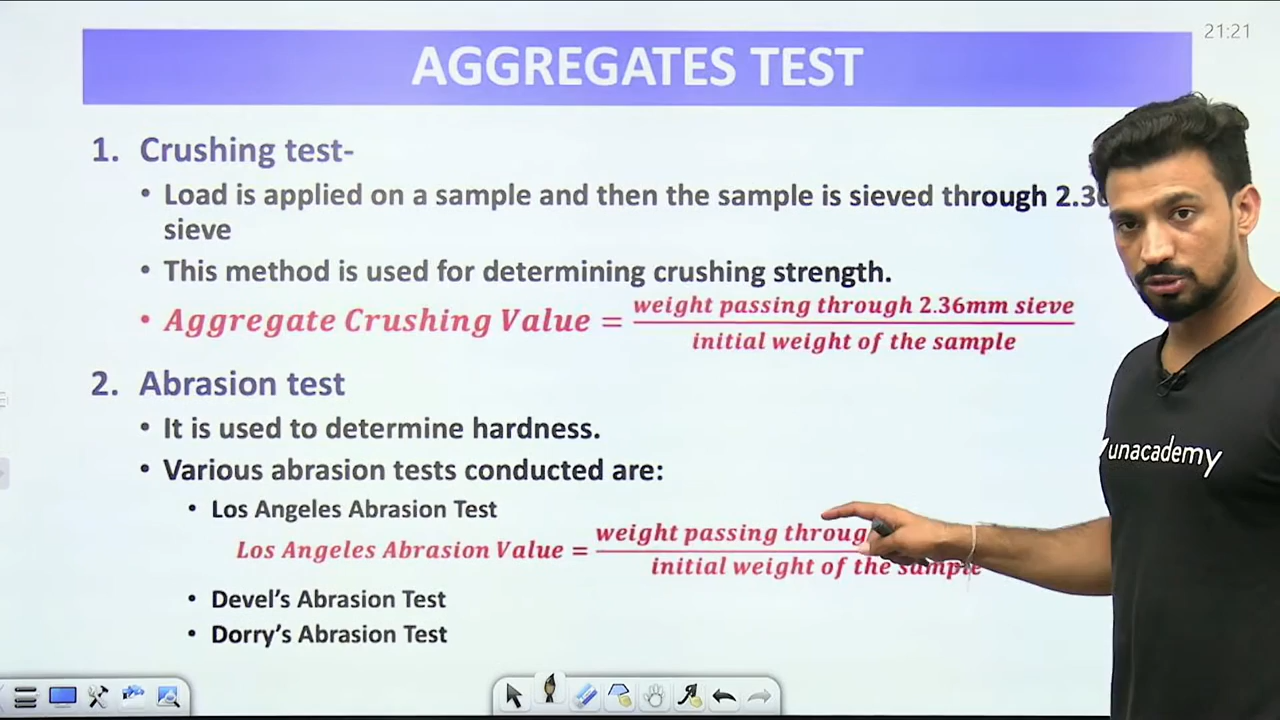 21:21
AGGREGATES TEST
1. Crushing test-
• Load is applied on a sample and then the sample is sieved through
sieve
• This method is used for determining crushing strength.
• Aggregate Crushing Value = weight passing through 2.36mm sieve
initial weight of the sample
2. Abrasion test
• It is used to determine hardness.
• Various abrasion tests conducted are:
• Los Angeles Abrasion Test
Los Angeles Abrasion Value = weight passing
initial weight of the sample
• Devel's Abrasion Test
• Dorry's Abrasion Test
unacademy